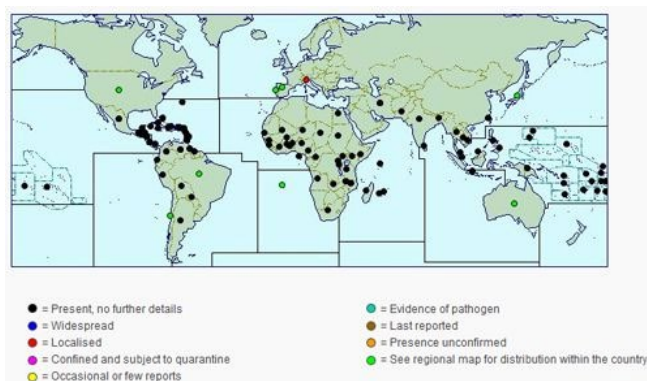 = Present, no further details
= Widespread
= Localised
= Confined and subject to quarantine
= Occasional or few reports
= Evidence of pathogen
= Last reported
= Presence unconfirmed
= See regional map for distribution within the country